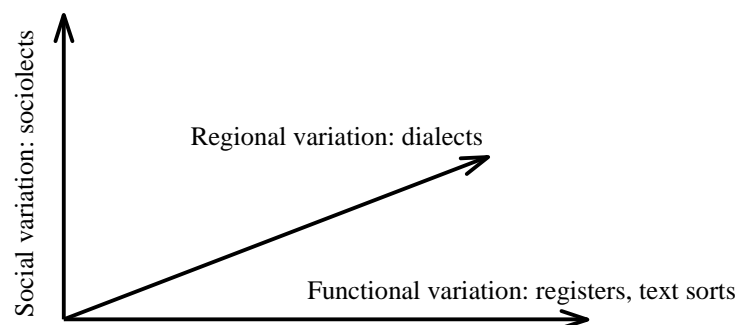 Social variation: sociolects
Regional variation: dialects
Functional variation: registers, text sorts